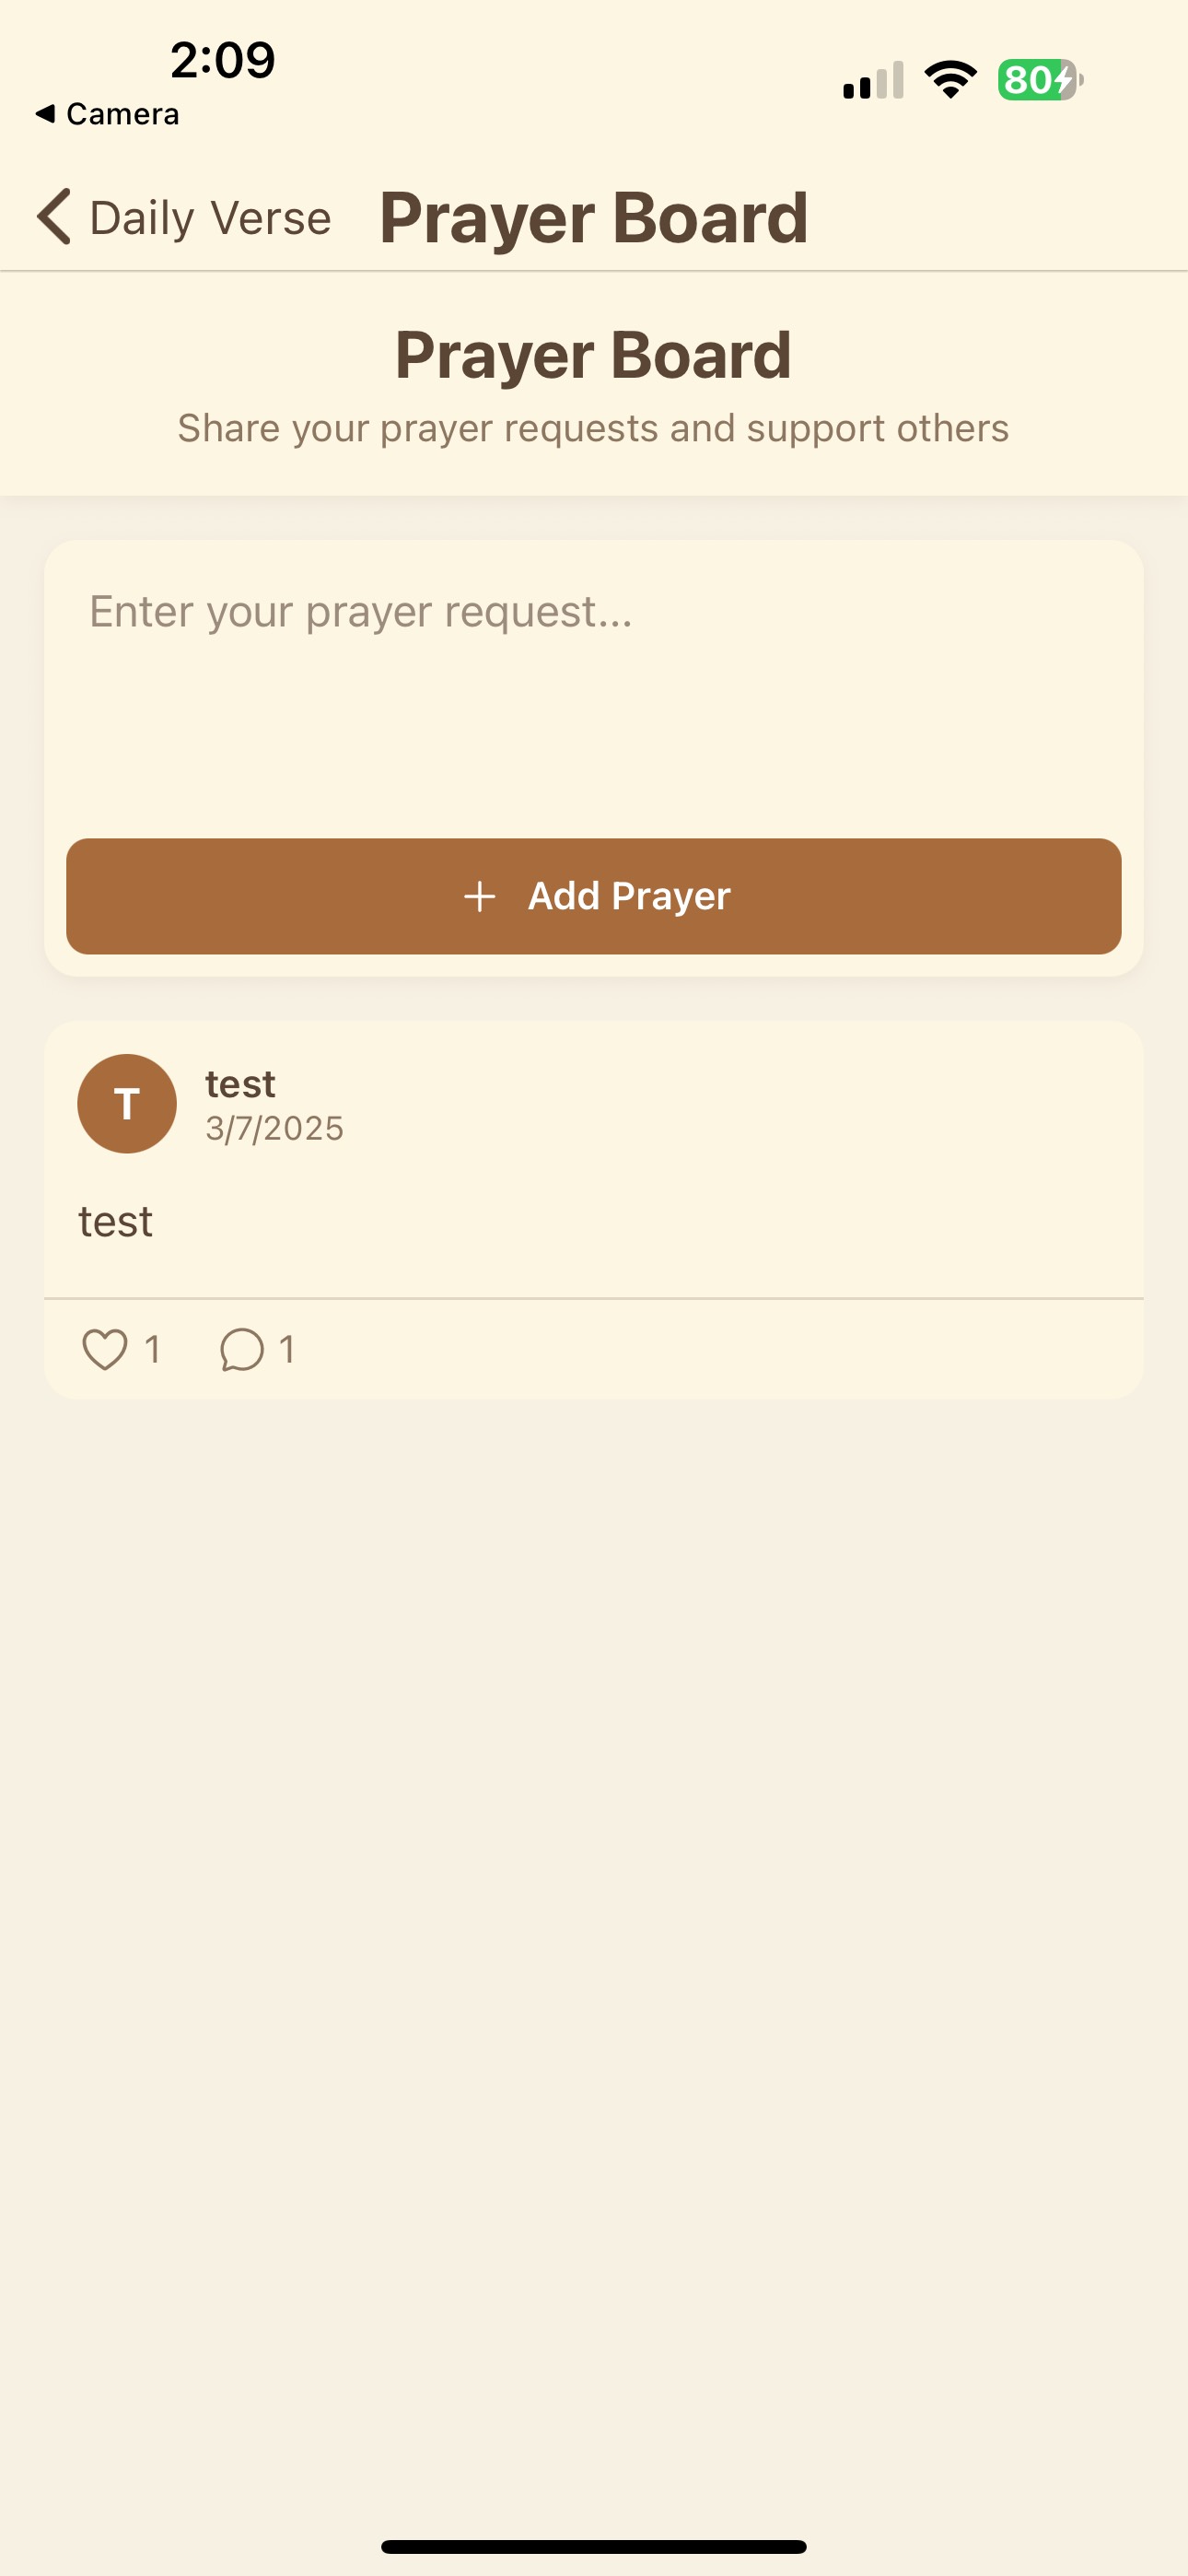 2:09
80
Camera
Daily Verse
Prayer Board
Prayer Board
Share your prayer requests and support others
Enter your prayer request...
+ Add Prayer
T
test
3/7/2025
test
1
1